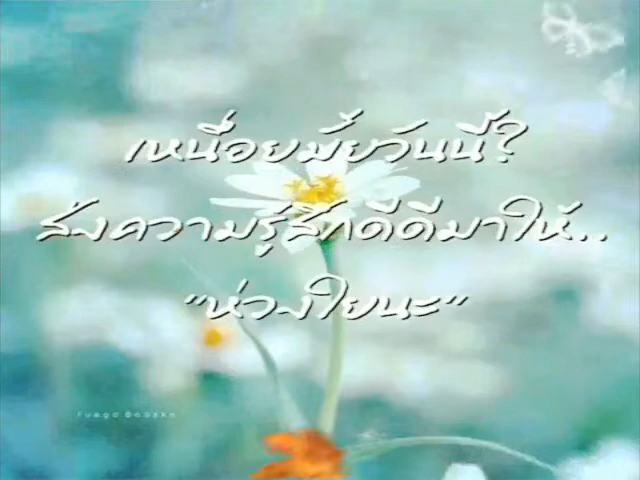 เหนื่อยมั้ยวันนี้?
ส่งความรู้สึกดีดีมาให้..
"ห่วงใยนะ"